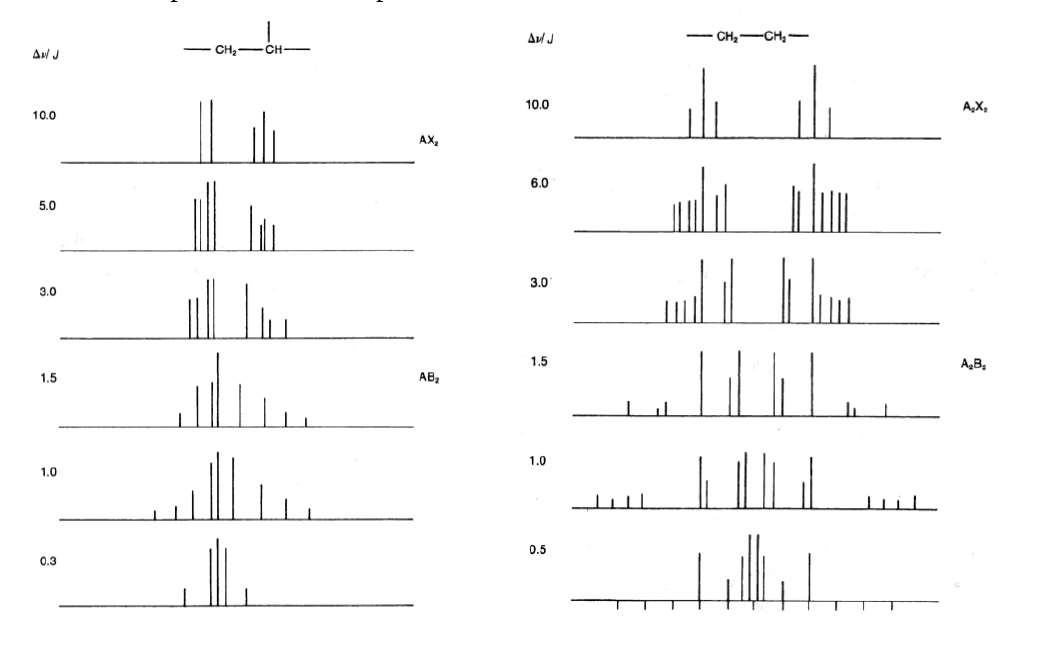 Δν/J
— CH₂—CH—
10.0
AX₂
5.0
3.0
1.5
AB₂
1.0
0.3
Δν/J
— CH₂—CH₂—
10.0
A₂X₂
6.0
3.0
1.5
A₂B₂
1.0
0.5